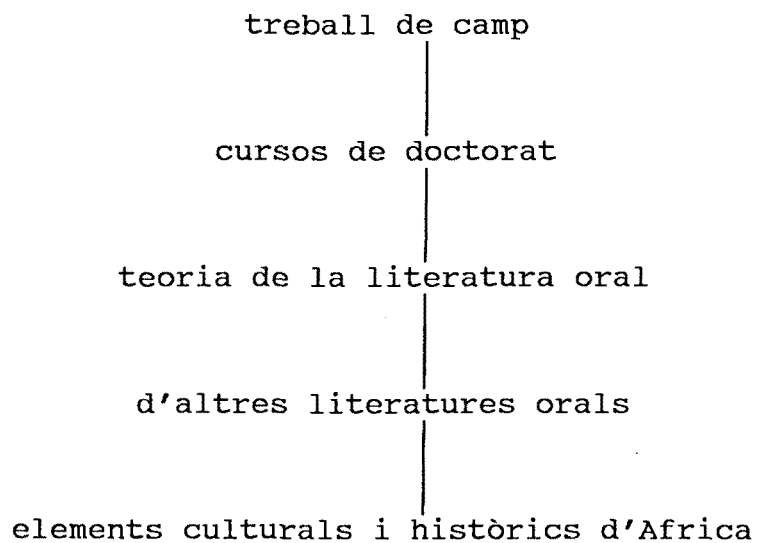 treball de camp
cursos de doctorat
teoria de la literatura oral
d'altres literatures orals
elements culturals i històrics d'Africa